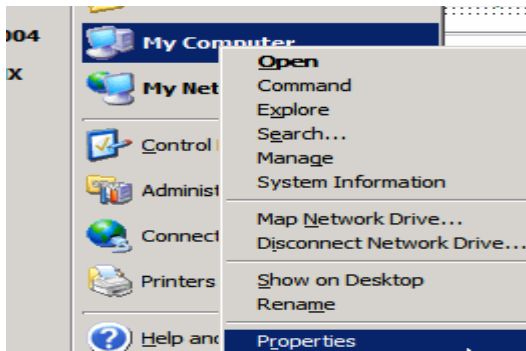 004
X
My Computer
My Net
Control
Administ
Connect
Printers
Help and
Open
Command
Explore
Search...
Manage
System Information
Map Network Drive...
Disconnect Network Drive...
Show on Desktop
Rename
Properties